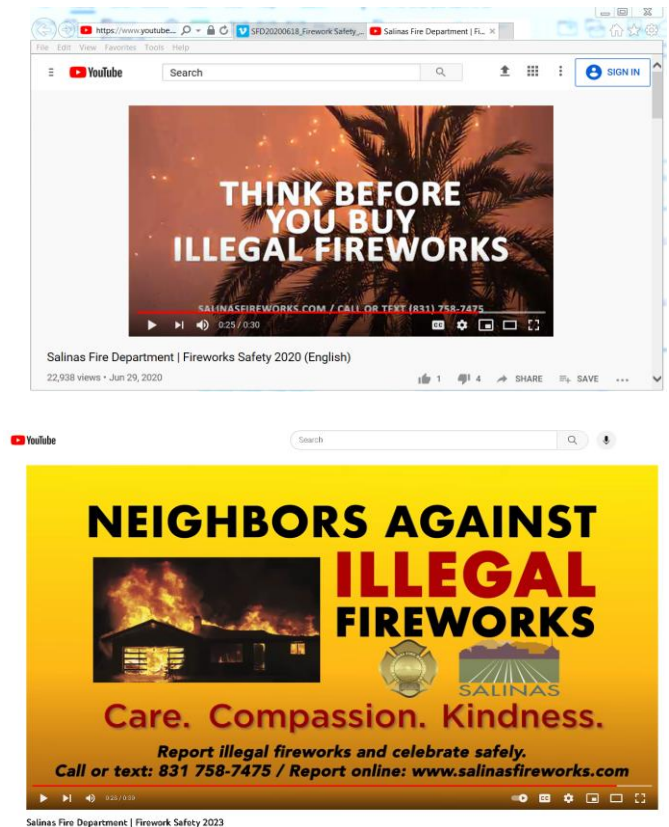 https://www.youtube...
SFD20200618_Firework Safety_...
Salinas Fire Department | Fi...
File Edit View Favorites Tools Help
YouTube
Search
SIGN IN
THINK BEFORE
YOU BUY
ILLEGAL FIREWORKS
SALINASFIREWORKS.COM / CALL OR TEXT (831) 758-7475
0:25 / 0:30
CC
Salinas Fire Department | Fireworks Safety 2020 (English)
22,938 views • Jun 29, 2020
1 4 SHARE SAVE ...
YouTube
Search
NEIGHBORS AGAINST
ILLEGAL
FIREWORKS
SALINAS
Care. Compassion. Kindness.
Report illegal fireworks and celebrate safely.
Call or text: 831 758-7475 / Report online: www.salinasfireworks.com
CC
Salinas Fire Department | Firework Safety 2023